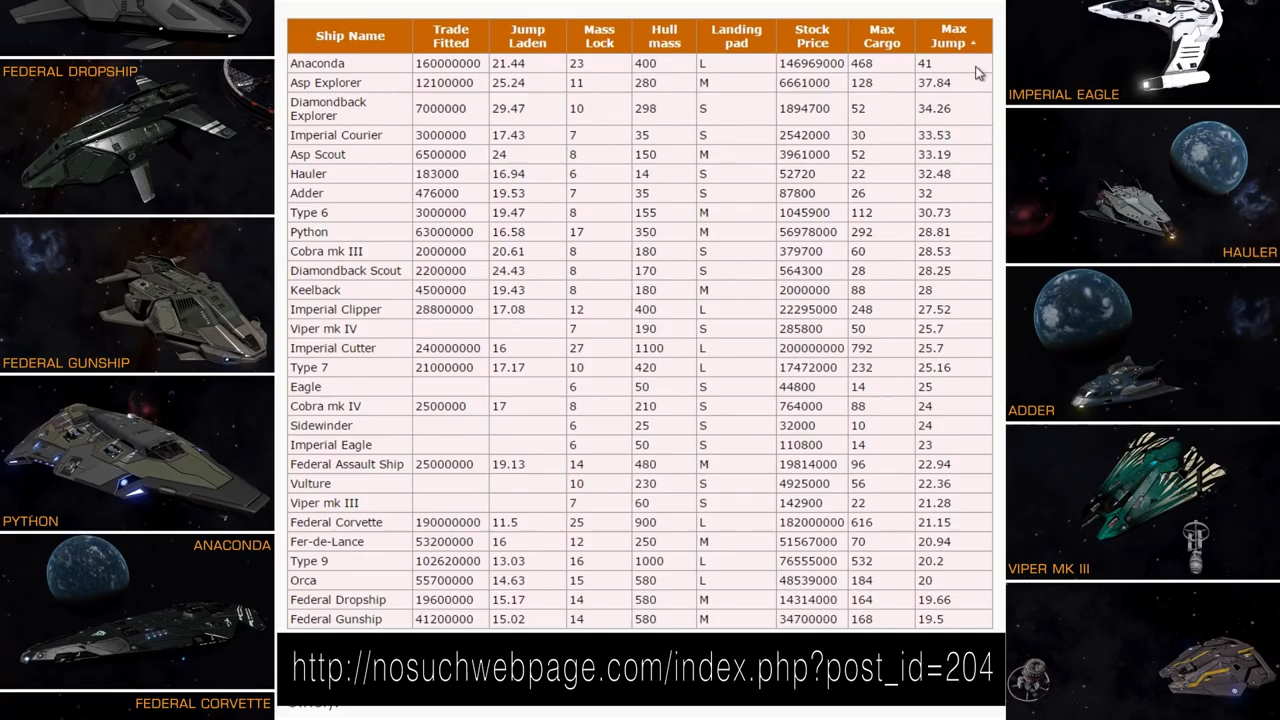 FEDERAL DROPSHIP
FEDERAL GUNSHIP
PYTHON
ANACONDA
FEDERAL CORVETTE
Ship Name Trade Fitted Jump Laden Mass Lock Hull mass Landing pad Stock Price Max Cargo Max Jump
Anaconda 160000000 21.44 23 400 L 146969000 468 41
Asp Explorer 12100000 25.24 11 280 M 6661000 128 37.84
Diamondback Explorer 7000000 29.47 10 298 S 1894700 52 34.26
Imperial Courier 3000000 17.43 7 35 S 2542000 30 33.53
Asp Scout 6500000 24 8 150 M 3961000 52 33.19
Hauler 183000 16.94 6 14 S 52720 22 32.48
Adder 476000 19.53 7 35 S 87800 26 32
Type 6 3000000 19.47 8 155 M 1045900 112 30.73
Python 63000000 16.58 17 350 M 56978000 292 28.81
Cobra mk III 2000000 20.61 8 180 S 379700 60 28.53
Diamondback Scout 2200000 24.43 8 170 S 564300 28 28.25
Keelback 4500000 19.43 8 180 M 2000000 88 28
Imperial Clipper 28800000 17.08 12 400 L 22295000 248 27.52
Viper mk IV 7 190 S 285800 50 25.7
Imperial Cutter 240000000 16 27 1100 L 200000000 792 25.7
Type 7 21000000 17.17 10 420 L 17472000 232 25.16
Eagle 6 50 S 44800 14 25
Cobra mk IV 2500000 17 8 210 S 764000 88 24
Sidewinder 6 25 S 32000 10 24
Imperial Eagle 6 50 S 110800 14 23
Federal Assault Ship 25000000 19.13 14 480 M 19814000 96 22.94
Vulture 10 230 S 4925000 56 22.36
Viper mk III 7 60 S 142900 22 21.28
Federal Corvette 190000000 11.5 25 900 L 182000000 616 21.15
Fer-de-Lance 53200000 16 12 250 M 51567000 70 20.94
Type 9 102620000 13.03 16 1000 L 76555000 532 20.2
Orca 55700000 14.63 15 580 L 48539000 184 20
Federal Dropship 19600000 15.17 14 580 M 14314000 164 19.66
Federal Gunship 41200000 15.02 14 580 M 34700000 168 19.5
http://nosuchwebpage.com/index.php?post_id=204
IMPERIAL EAGLE
HAULER
ADDER
VIPER MK III